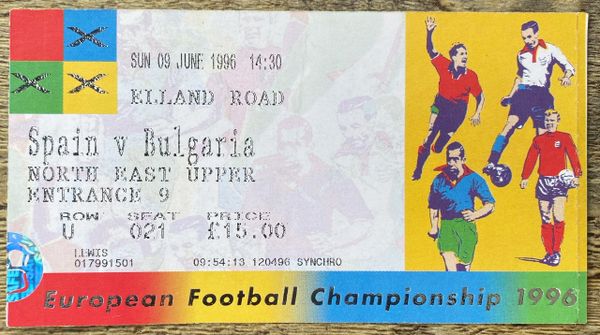 SUN 09 JUNE 1996 14:30
ELLAND ROAD
Spain v Bulgaria
NORTH EAST UPPER
ENTRANCE 9
ROW SEAT PRICE
U 021 £15.00
LEWIS
017991501 09:54:13 120496 SYNCHRO
European Football Championship 1996